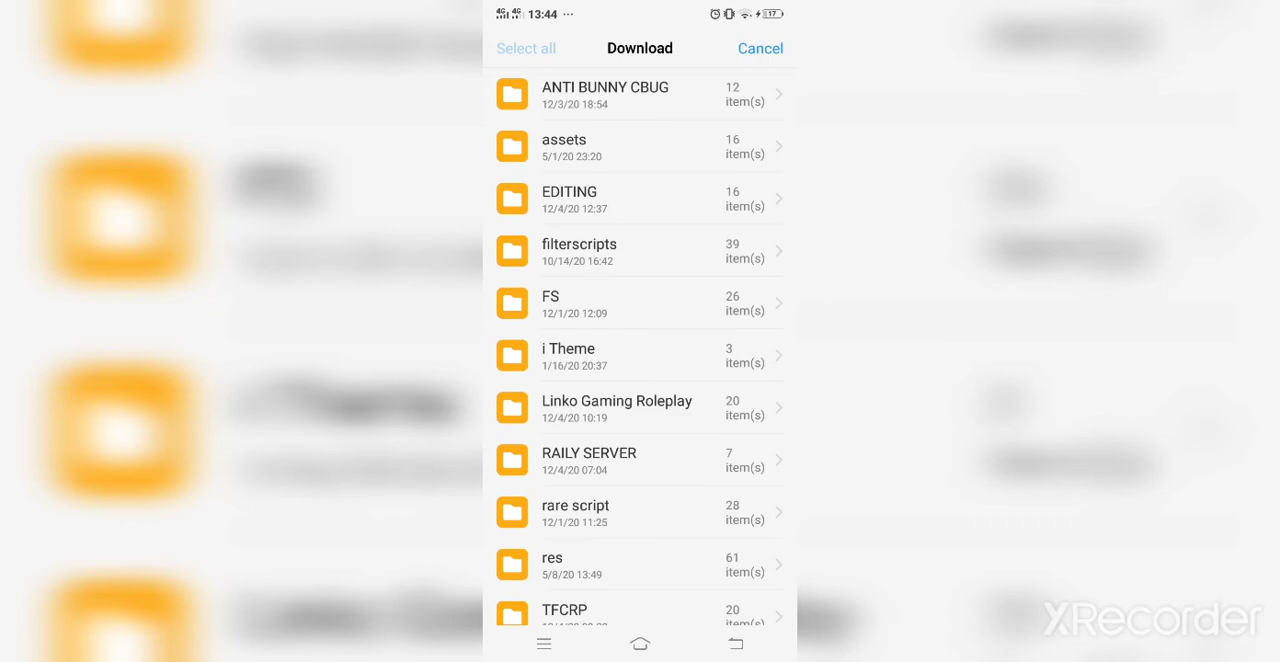 4G 4G 13:44 ··· 17
Select all Download Cancel
ANTI BUNNY CBUG 12
12/3/20 18:54 item(s)
assets 16
5/1/20 23:20 item(s)
EDITING 16
12/4/20 12:37 item(s)
filterscripts 39
10/14/20 16:42 item(s)
FS 26
12/1/20 12:09 item(s)
i Theme 3
1/16/20 20:37 item(s)
Linko Gaming Roleplay 20
12/4/20 10:19 item(s)
RAILY SERVER 7
12/4/20 07:04 item(s)
rare script 28
12/1/20 11:25 item(s)
res 61
5/8/20 13:49 item(s)
TFCRP 20
item(s)
XRecorder